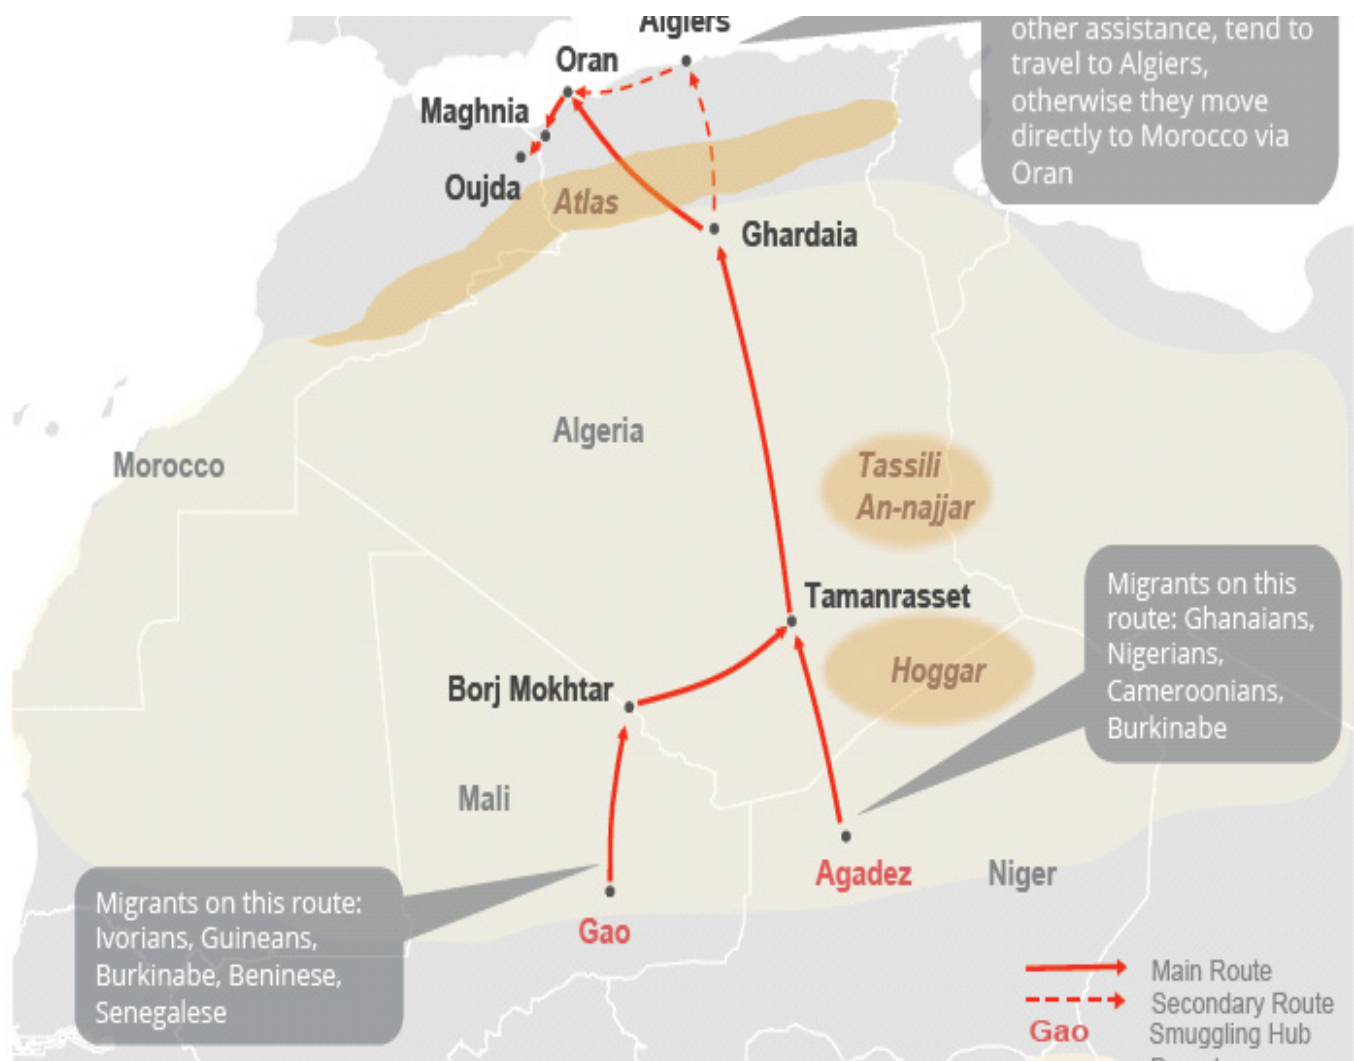 Algiers
other assistance, tend to
travel to Algiers,
otherwise they move
directly to Morocco via
Oran
Oran
Maghnia
Oujda
Atlas
Ghardaia
Algeria
Morocco
Tassili
An-najjar
Tamanrasset
Migrants on this
route: Ghanaians,
Nigerians,
Cameroonians,
Burkinabe
Hoggar
Borj Mokhtar
Mali
Agadez
Niger
Gao
Migrants on this route:
Ivorians, Guineans,
Burkinabe, Beninese,
Senegalese
Main Route
Secondary Route
Gao
Smuggling Hub